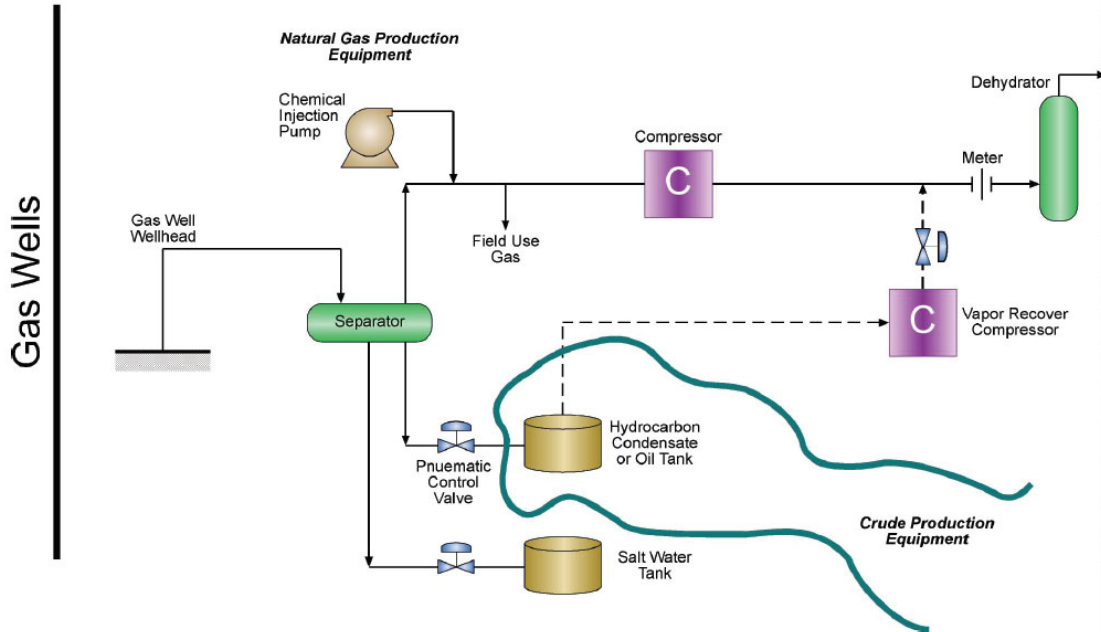 Gas Wells
Natural Gas Production
Equipment
Chemical
Injection
Pump
Compressor
C
Dehydrator
Meter
Gas Well
Wellhead
Field Use
Gas
Separator
C
Vapor Recover
Compressor
Hydrocarbon
Condensate
or Oil Tank
Pnuematic
Control
Valve
Crude Production
Equipment
Salt Water
Tank